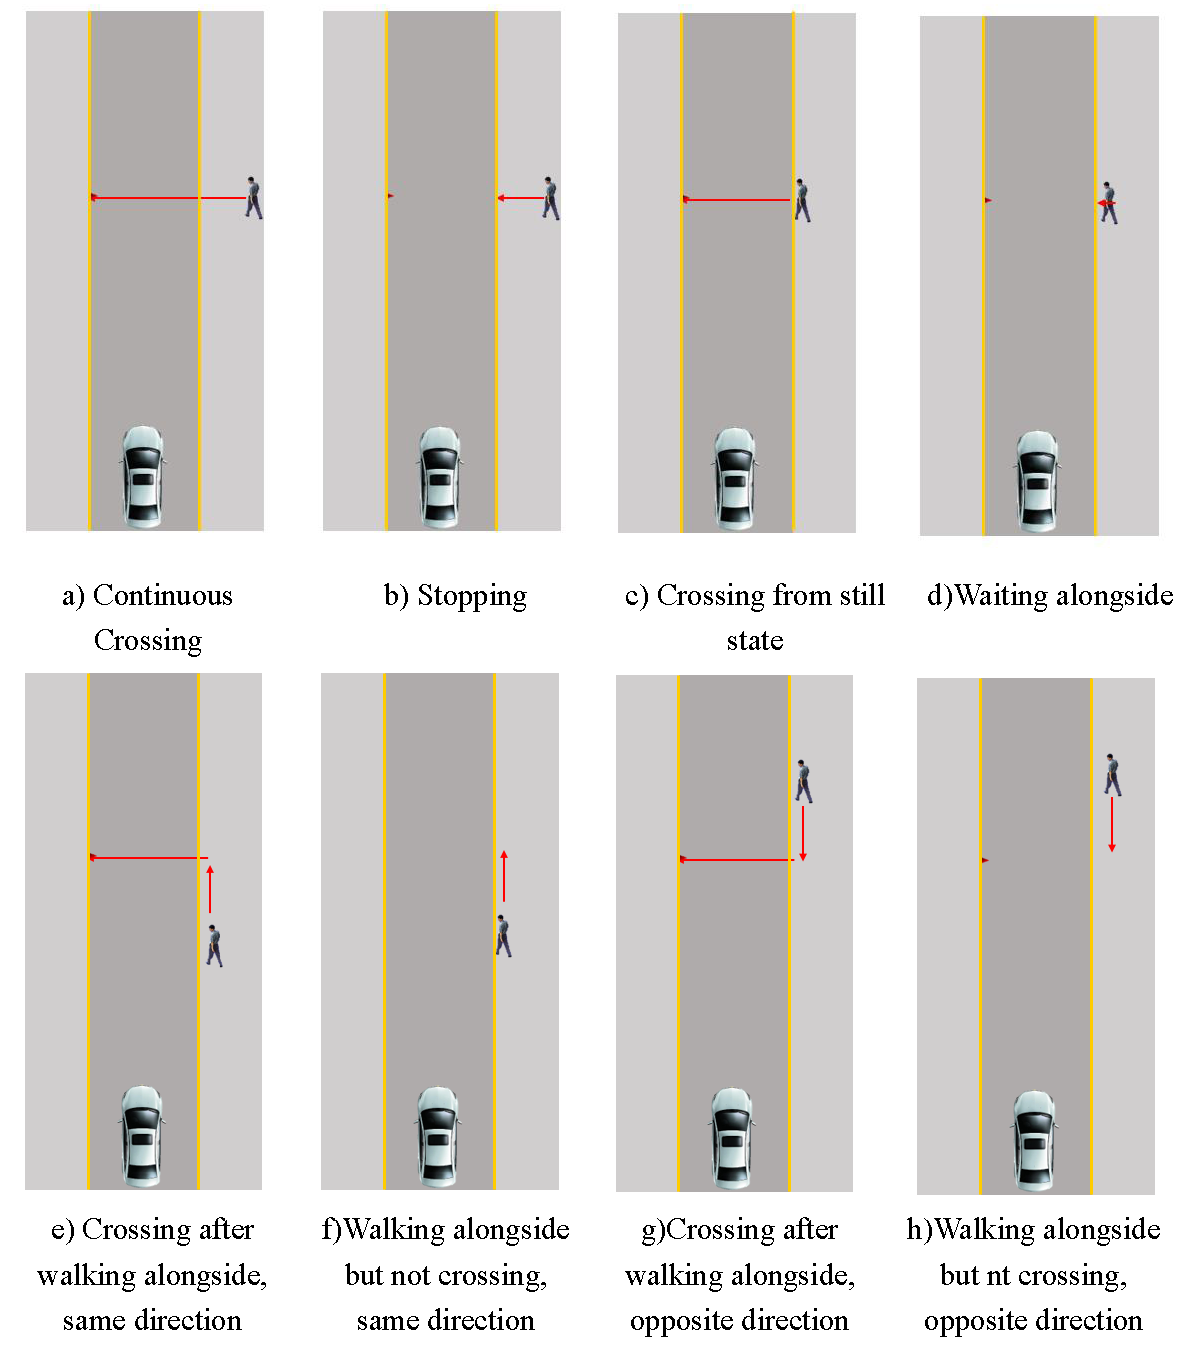 a) Continuous
Crossing
b) Stopping
c) Crossing from still
state
d)Waiting alongside
e) Crossing after
walking alongside,
same direction
f)Walking alongside
but not crossing,
same direction
g)Crossing after
walking alongside,
opposite direction
h)Walking alongside
but nt crossing,
opposite direction